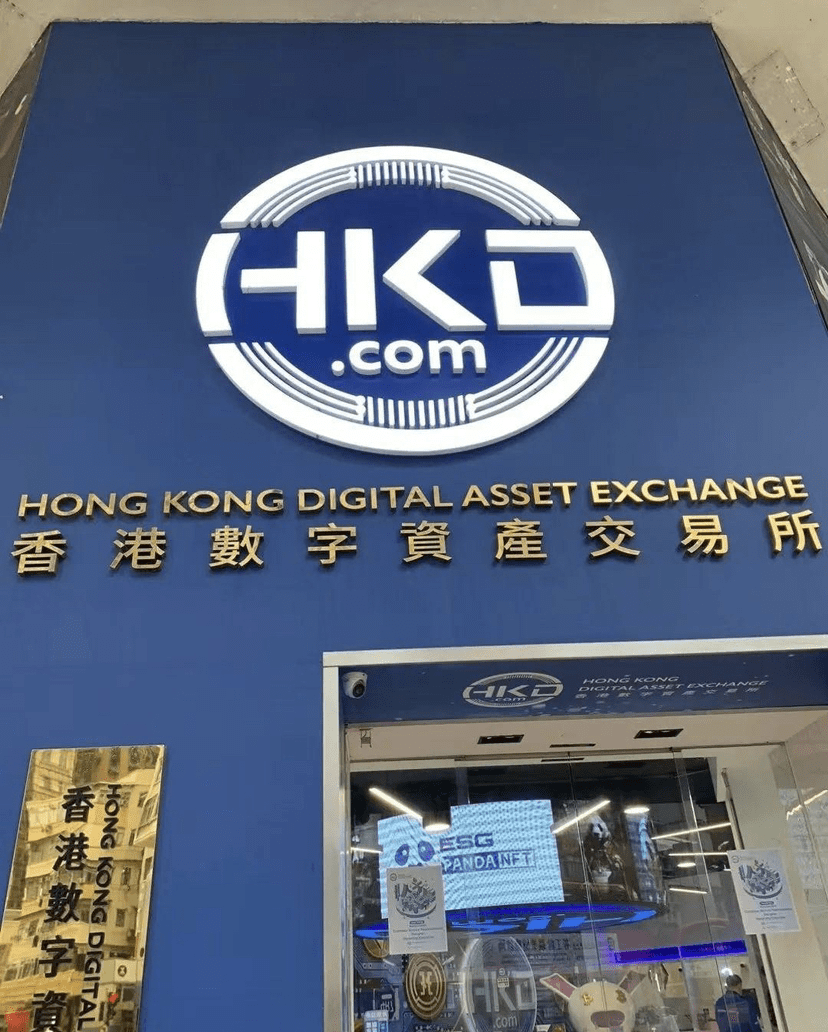 HKD
.com
HONG KONG DIGITAL ASSET EXCHANGE
香港數字資產交易所
HKD
.com
HONG KONG
DIGITAL ASSET EXCHANGE
香港數字資產交易所
HONG KONG DIGITAL
香港數字資
ESG
PANDA NFT
HKD
.com